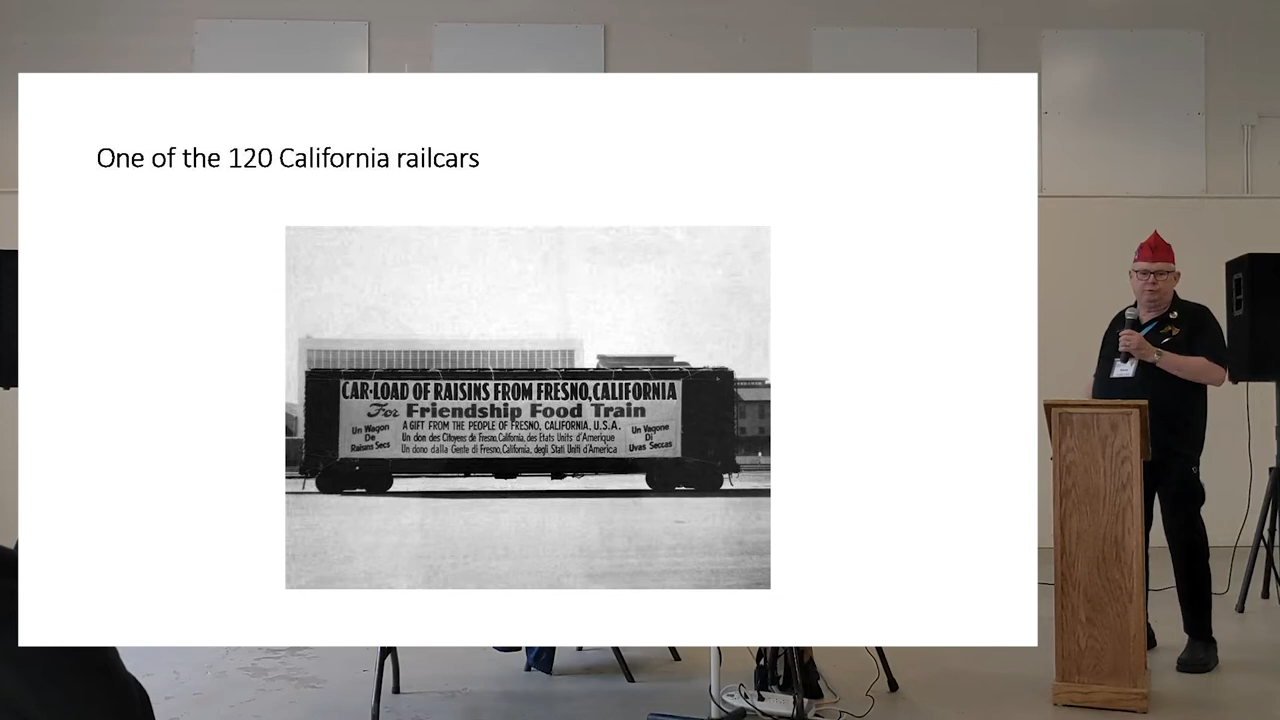 One of the 120 California railcars
CAR-LOAD OF RAISINS FROM FRESNO, CALIFORNIA
For Friendship Food Train
A GIFT FROM THE PEOPLE OF FRESNO, CALIFORNIA, U.S.A.
Un Wagon
De
Raisins Secs
Un don des Citoyens de Fresno, California, des Etats Units d'Amerique
Un dono dalla Gente di Fresno, California, degli Stati Uniti d'America
Un Vagone
Di
Uvas Seccas